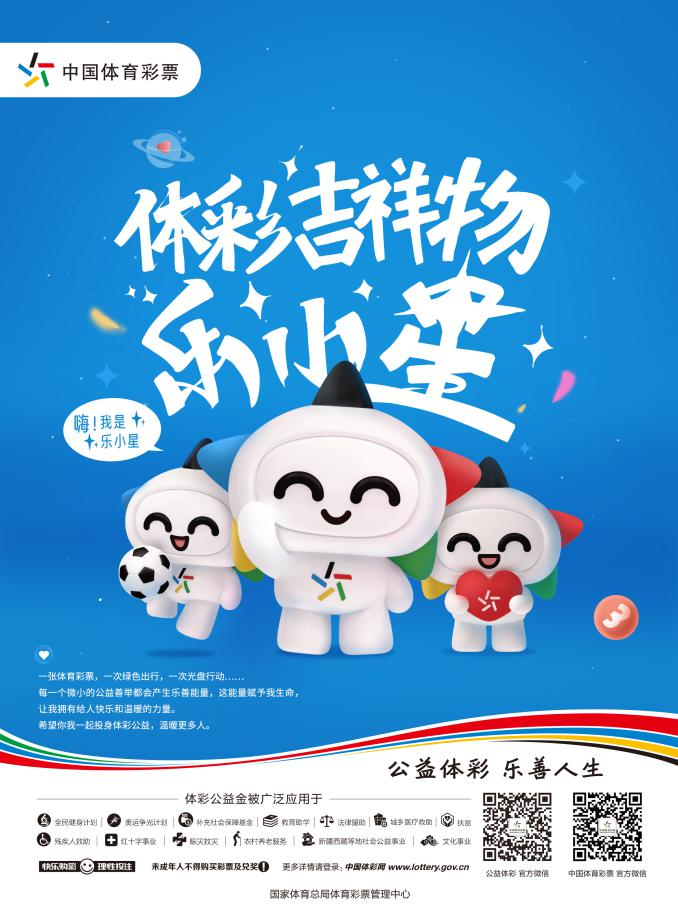 中国体育彩票
体彩吉祥物
乐小星
嗨!我是
乐小星
3
一张体育彩票，一次绿色出行，一次光盘行动……
每一个微小的公益善举都会产生乐善能量，这能量赋予我生命，
让我拥有给人快乐和温暖的力量。
希望你我一起投身体彩公益，温暖更多人。
公益体彩 乐善人生
体彩公益金被广泛应用于
全民健身计划 奥运争光计划 补充社会保障基金 教育助学 法律援助 城乡医疗救助 扶贫
残疾人救助 红十字事业 赈灾救灾 农村养老服务 新疆西藏等地社会公益事业 文化事业
快乐购彩 理性投注 未成年人不得购买彩票及兑奖! 更多详情请登录：中国体彩网 www.lottery.gov.cn
公益体彩 官方微信 中国体育彩票 官方微信
国家体育总局体育彩票管理中心